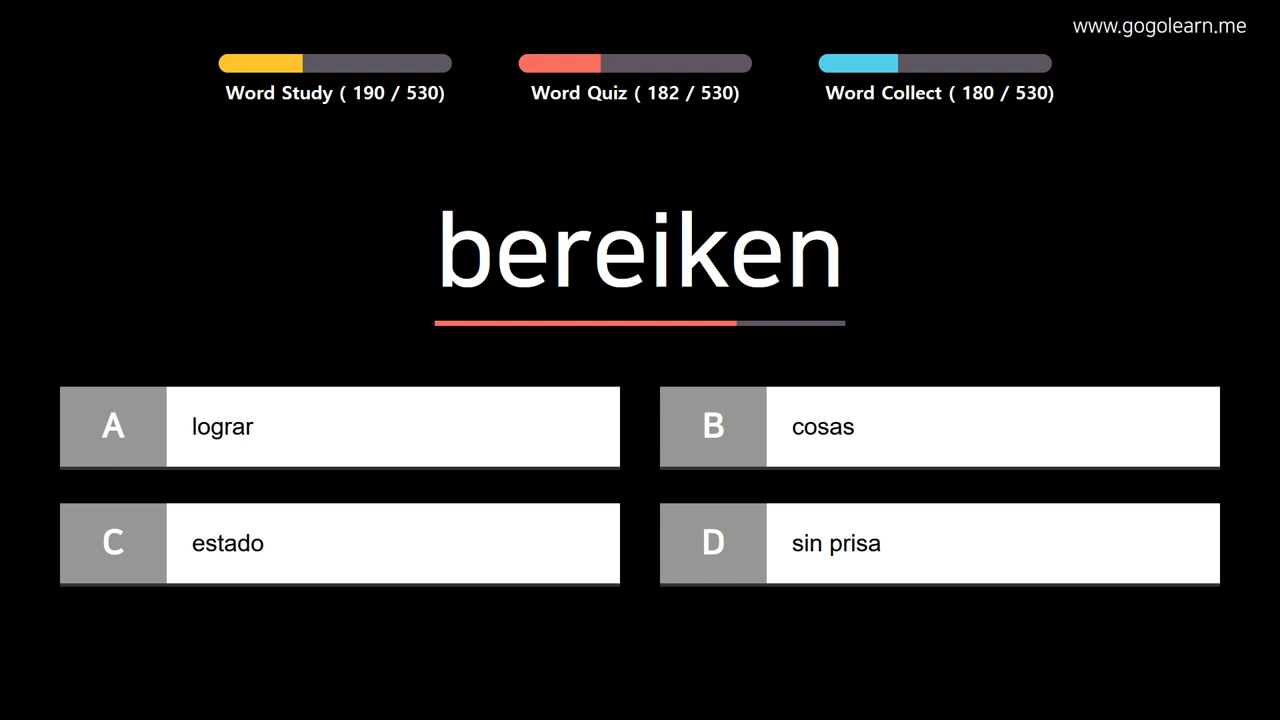 www.gogolearn.me
Word Study ( 190 / 530)
Word Quiz ( 182 / 530)
Word Collect ( 180 / 530)
bereiken
A lograr
B cosas
C estado
D sin prisa